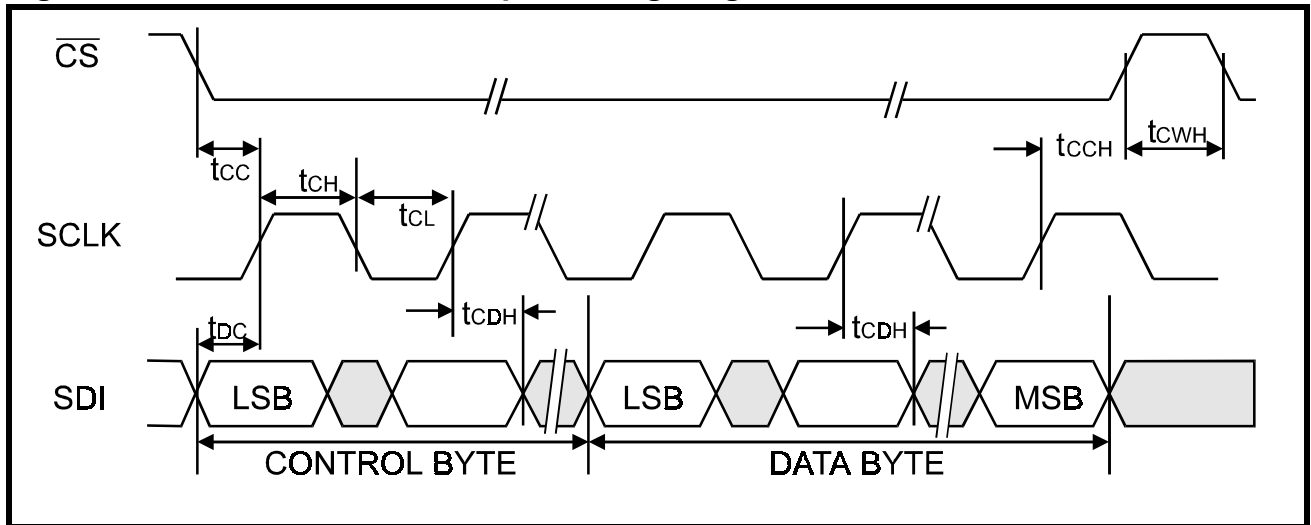 CS
tCC
tCH
tCL
tCCH
tCWH
SCLK
tDC
tCDH
tCDH
SDI
LSB
LSB
MSB
CONTROL BYTE
DATA BYTE